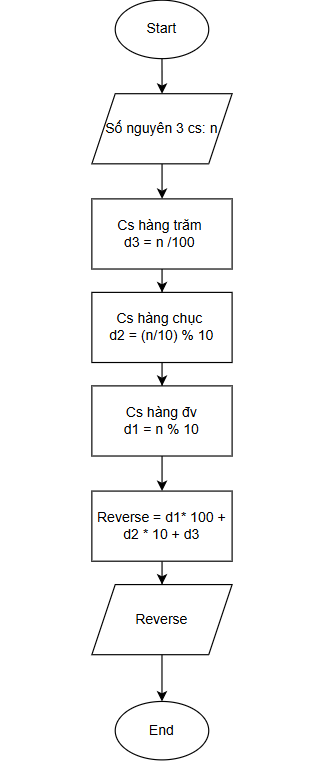 Start
Số nguyên 3 cs: n
Cs hàng trăm
d3 = n /100
Cs hàng chục
d2 = (n/10) % 10
Cs hàng đv
d1 = n % 10
Reverse = d1* 100 +
d2 * 10 + d3
Reverse
End